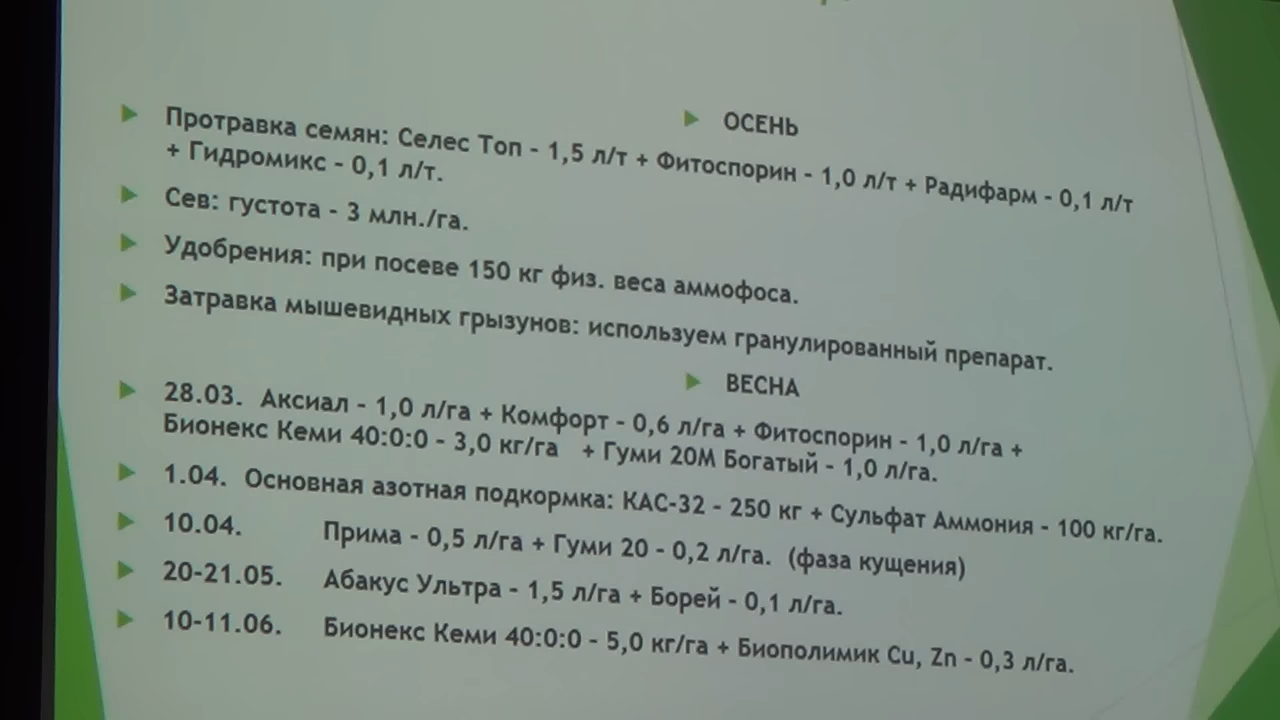 ОСЕНЬ
Протравка семян: Селес Топ - 1,5 л/т + Фитоспорин - 1,0 л/т + Радифарм - 0,1 л/т
+ Гидромикс - 0,1 л/т.
Сев: густота - 3 млн./га.
Удобрения: при посеве 150 кг физ. веса аммофоса.
Затравка мышевидных грызунов: используем гранулированный препарат.
ВЕСНА
28.03. Аксиал - 1,0 л/га + Комфорт - 0,6 л/га + Фитоспорин - 1,0 л/га +
Бионекс Кеми 40:0:0 - 3,0 кг/га + Гуми 20М Богатый - 1,0 л/га.
1.04. Основная азотная подкормка: КАС-32 - 250 кг + Сульфат Аммония - 100 кг/га.
10.04. Прима - 0,5 л/га + Гуми 20 - 0,2 л/га. (фаза кущения)
20-21.05. Абакус Ультра - 1,5 л/га + Борей - 0,1 л/га.
10-11.06. Бионекс Кеми 40:0:0 - 5,0 кг/га + Биополимик Cu, Zn - 0,3 л/га.